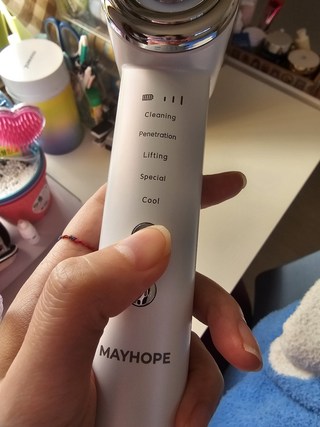 Cleaning
Penetration
Lifting
Special
Cool
MAYHOPE